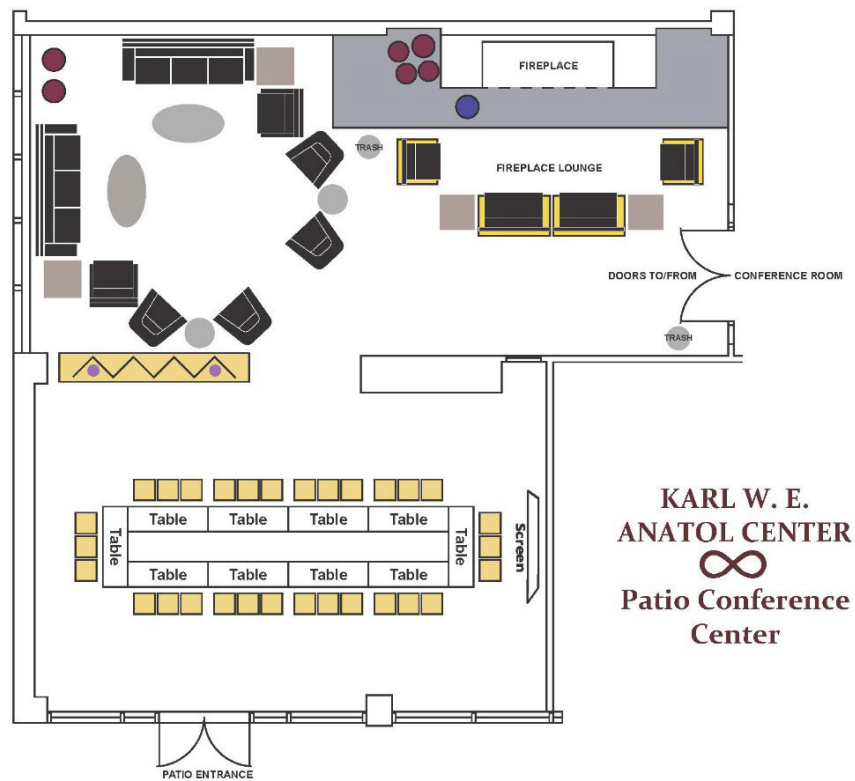 FIREPLACE
TRASH
FIREPLACE LOUNGE
DOORS TO/FROM CONFERENCE ROOM
TRASH
Table Table Table Table
Table
Table
Screen
Table Table Table Table
KARL W. E.
ANATOL CENTER
Patio Conference
Center
PATIO ENTRANCE